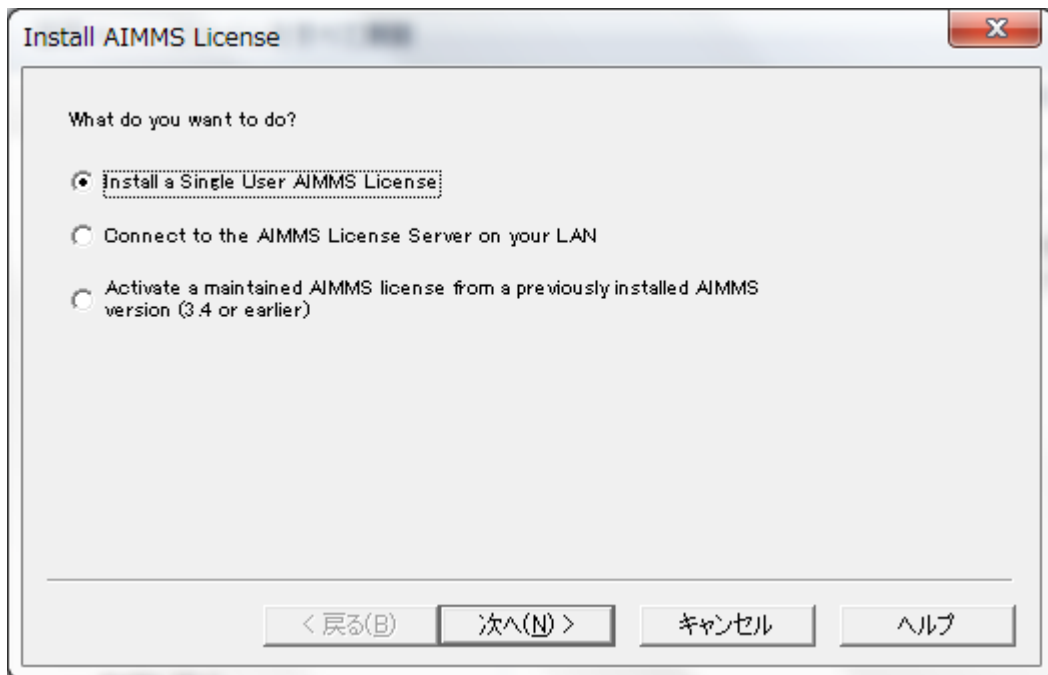 Install AIMMS License
What do you want to do?
Install a Single User AIMMS License
Connect to the AIMMS License Server on your LAN
Activate a maintained AIMMS license from a previously installed AIMMS
version (3.4 or earlier)
< 戻る(B)
次へ(N) >
キャンセル
ヘルプ